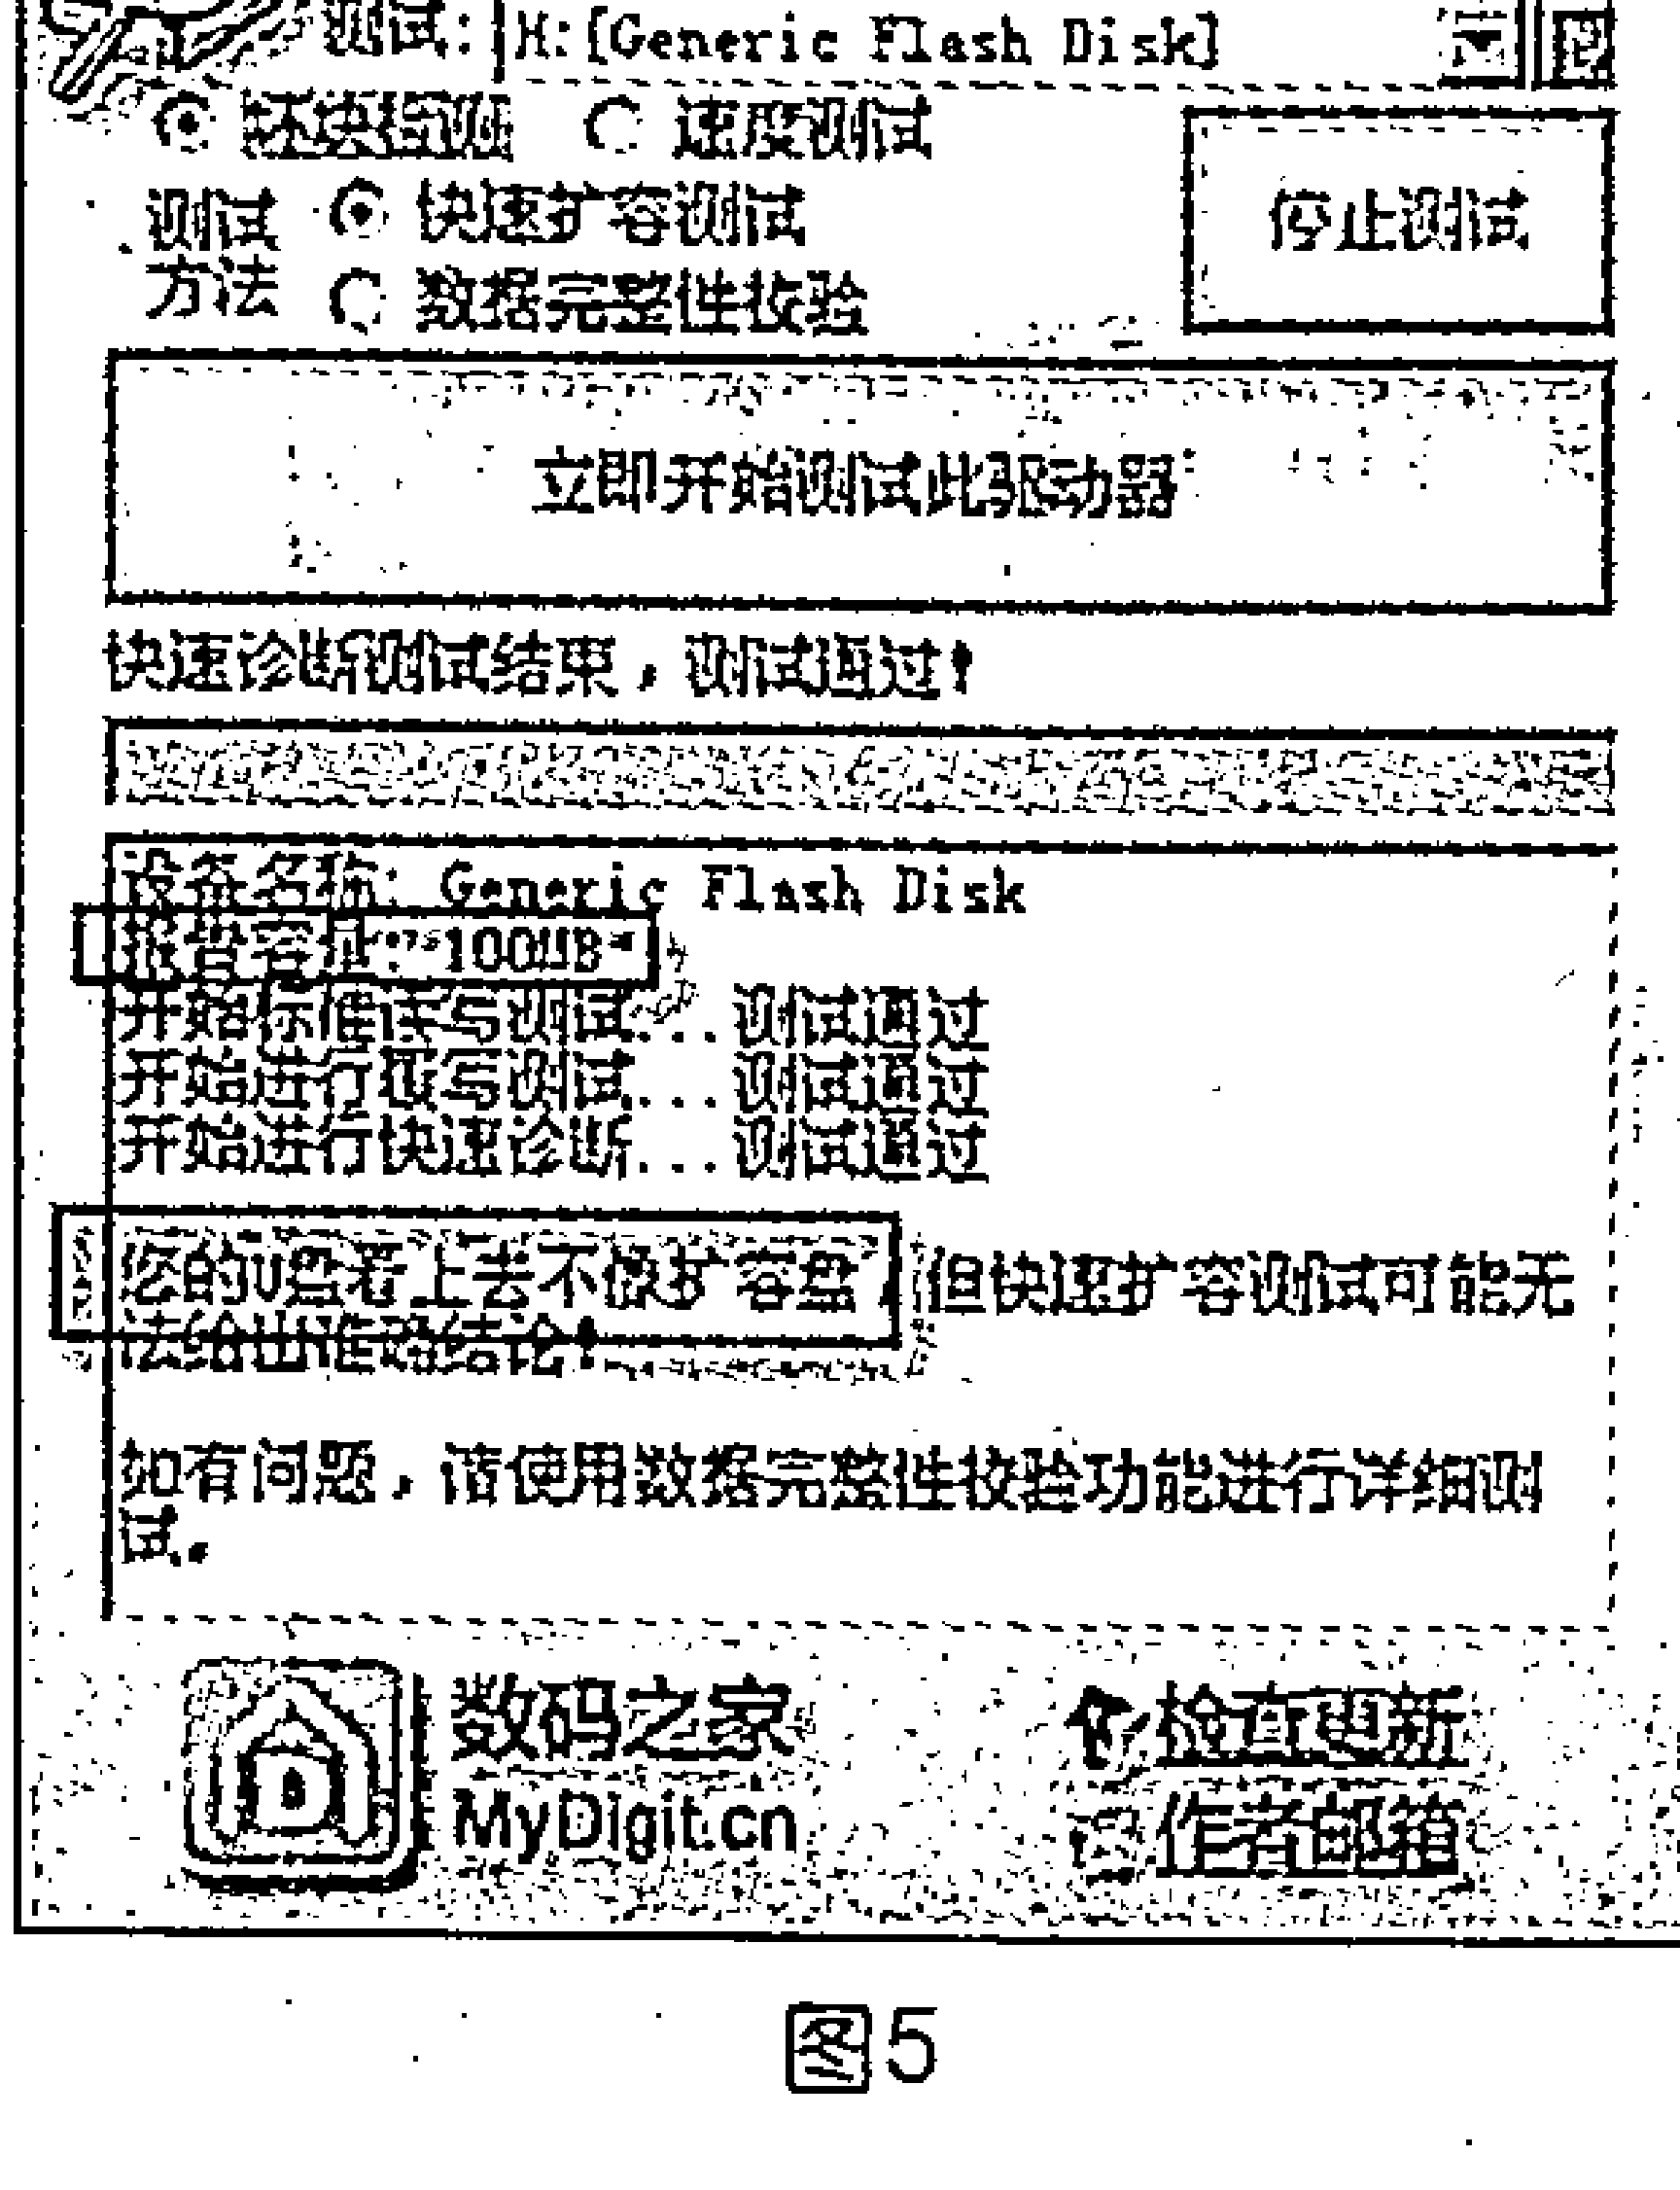 测试: H:[Generic Flash Disk]
坏块检测 速度测试
测试方法
快速扩容测试
数据完整性校验
停止测试
立即开始测试此驱动器
快速诊断测试结束，测试通过!
设备名称: Generic Flash Disk
报告容量: 100MB
开始标准读写测试...测试通过
开始进行硬写测试...测试通过
开始进行快速诊断...测试通过
您的U盘看上去不像扩容盘，但快速扩容测试可能无
法给出准确结论!
如有问题，请使用数据完整性校验功能进行详细测
试。
数码之家
MyDigit.cn
检查更新
作者邮箱
图5